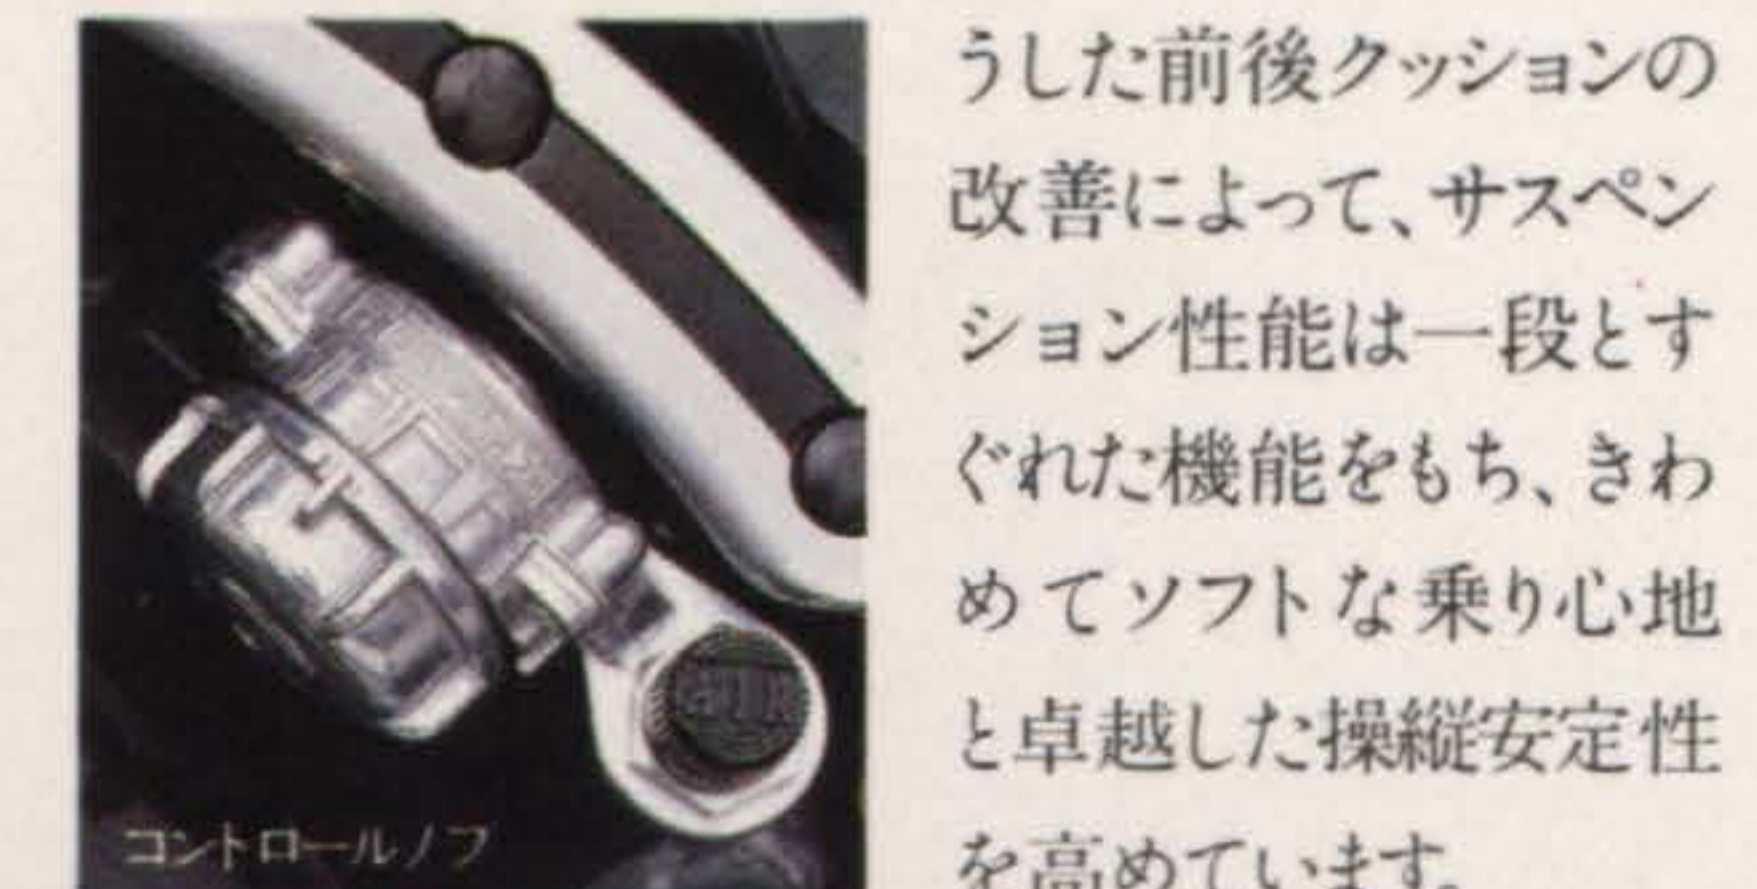 うした前後クッションの
改善によって、サスペン
ション性能は一段とす
ぐれた機能をもち、きわ
めてソフトな乗り心地
と卓越した操縦安定性
を高めています。
AIR
コントロールノブ